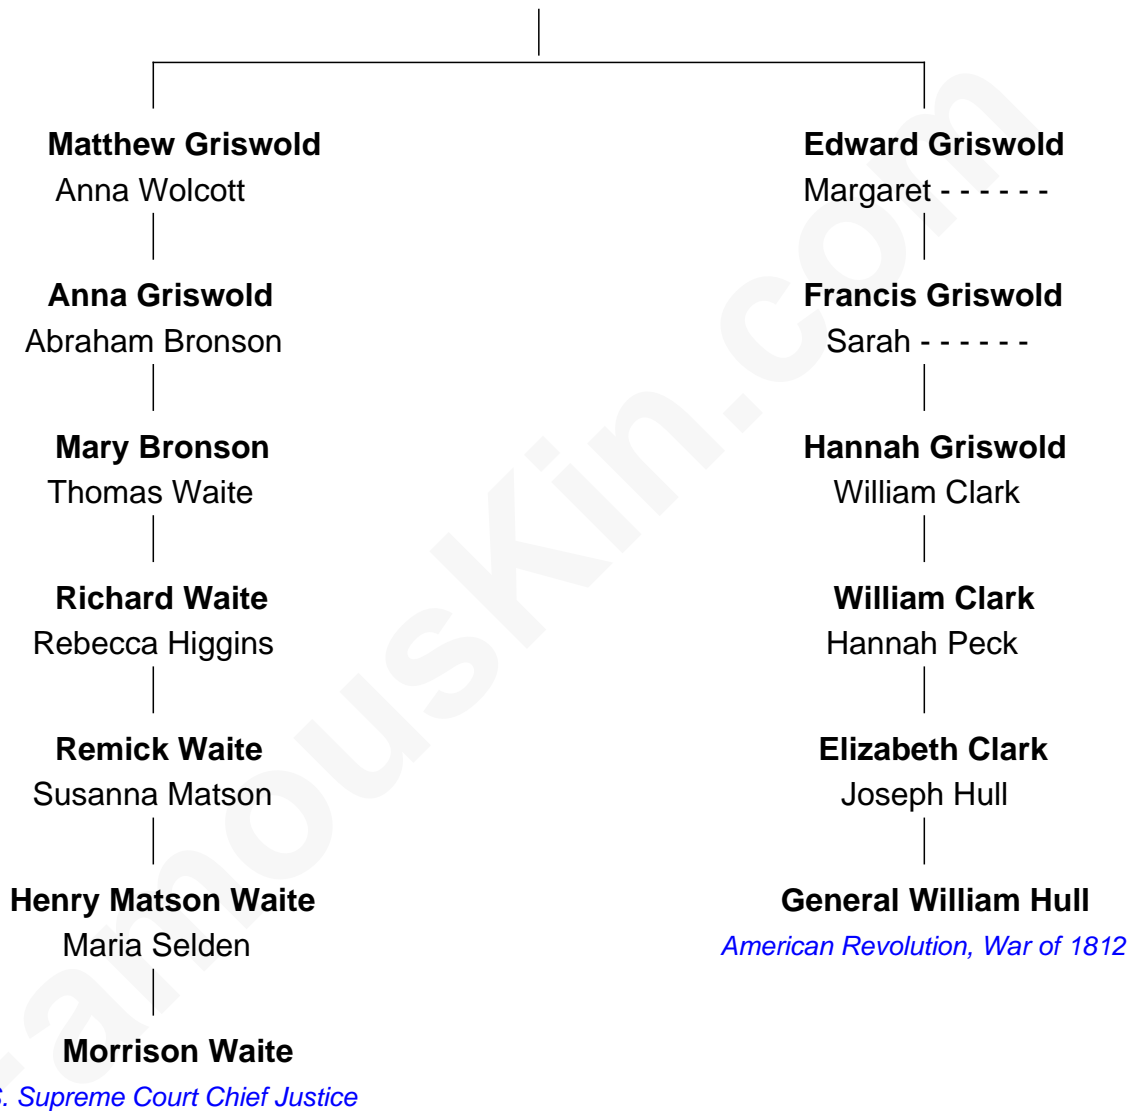 Matthew Griswold
Anna Wolcott
Anna Griswold
Abraham Bronson
Mary Bronson
Thomas Waite
Richard Waite
Rebecca Higgins
Remick Waite
Susanna Matson
Henry Matson Waite
Maria Selden
Morrison Waite
S. Supreme Court Chief Justice
Edward Griswold
Margaret - - - - - -
Francis Griswold
Sarah - - - - - -
Hannah Griswold
William Clark
William Clark
Hannah Peck
Elizabeth Clark
Joseph Hull
General William Hull
American Revolution, War of 1812
amouskin.com